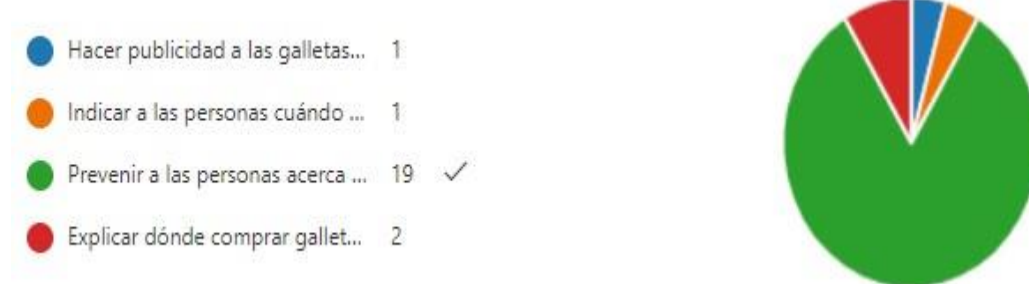 Hacer publicidad a las galletas... 1
Indicar a las personas cuándo ... 1
Prevenir a las personas acerca ... 19 ✓
Explicar dónde comprar gallet... 2